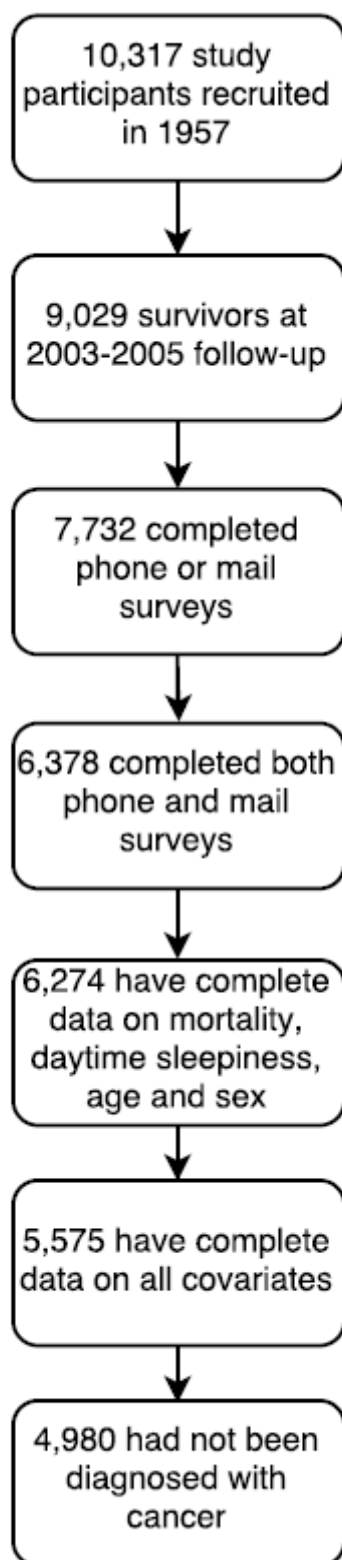 10,317 study
participants recruited
in 1957
9,029 survivors at
2003-2005 follow-up
7,732 completed
phone or mail
surveys
6,378 completed both
phone and mail
surveys
6,274 have complete
data on mortality,
daytime sleepiness,
age and sex
5,575 have complete
data on all covariates
4,980 had not been
diagnosed with
cancer